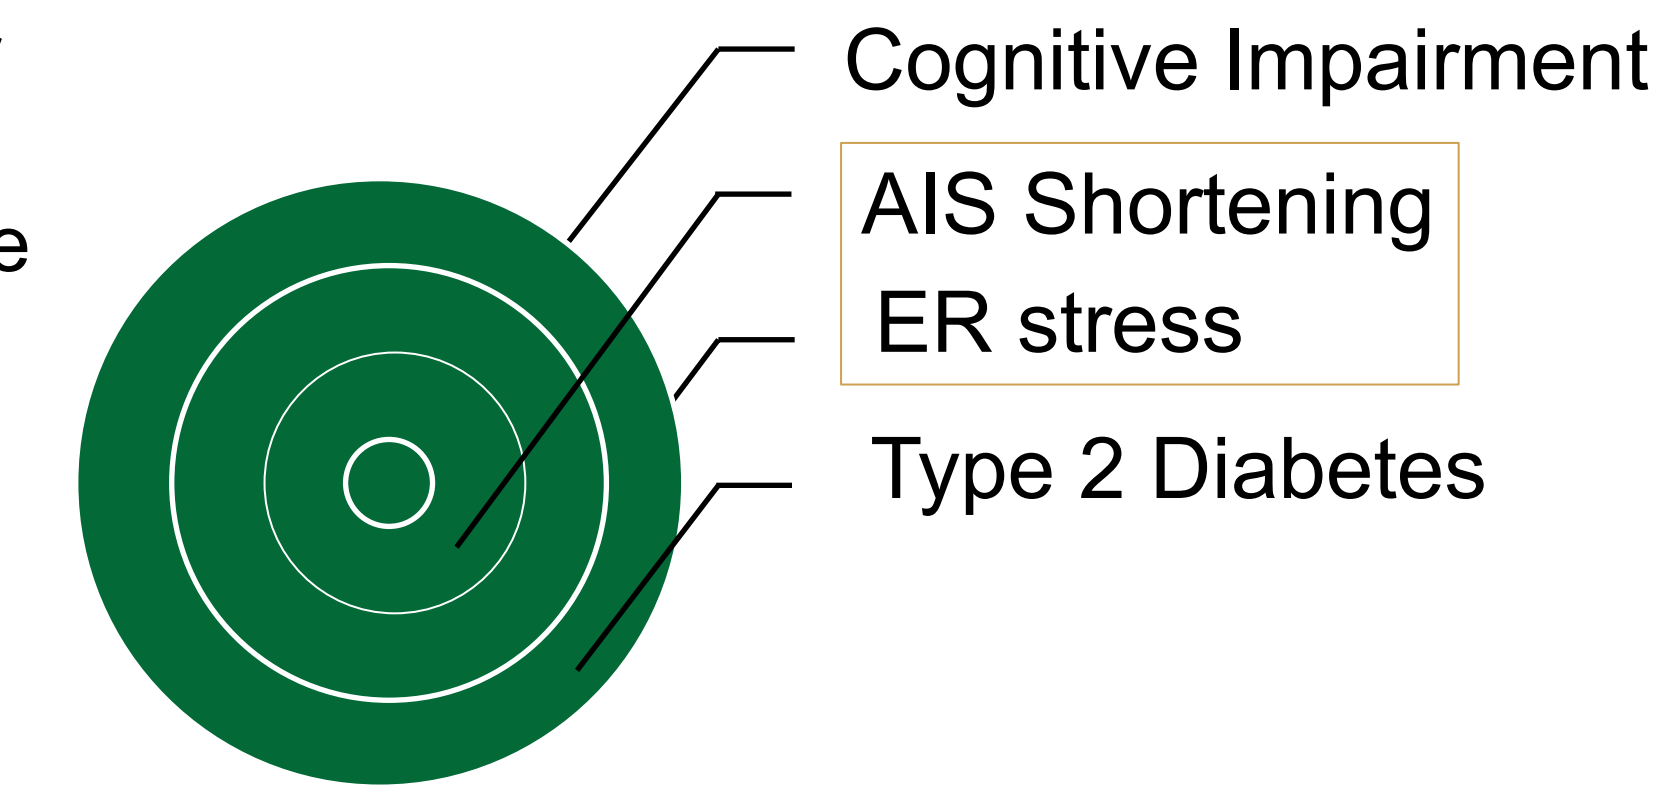 Cognitive Impairment
AIS Shortening
ER stress
Type 2 Diabetes